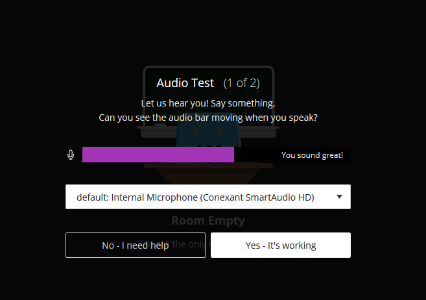 Audio Test (1 of 2)
Let us hear you! Say something.
Can you see the audio bar moving when you speak?
You sound great!
default: Internal Microphone (Conexant SmartAudio HD)
Room Empty
the only
No - I need help
Yes - It's working